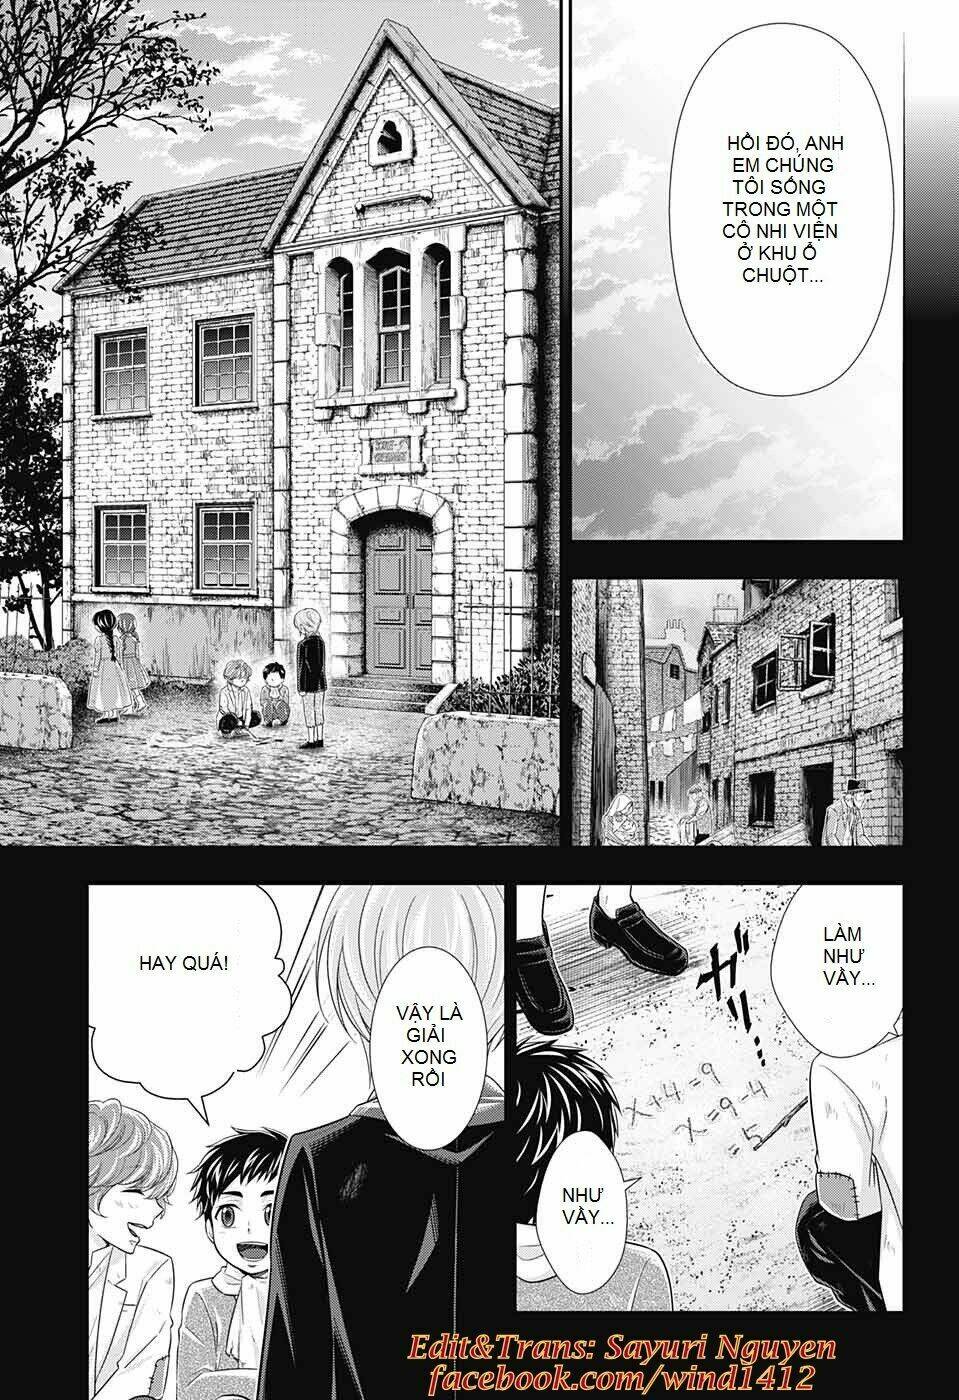 HỒI ĐÓ, ANH
EM CHÚNG
TÔI SỐNG
TRONG MỘT
CÔ NHI VIỆN
Ở KHU Ổ
CHUỘT...
LÀM
NHƯ
VẦY...
x+4=9
x=9-4
=5
NHƯ
VẦY...
VẬY LÀ
GIẢI
XONG
RỒI
HAY QUÁ!
Edit&Trans: Sayuri Nguyen
facebook.com/wind1412